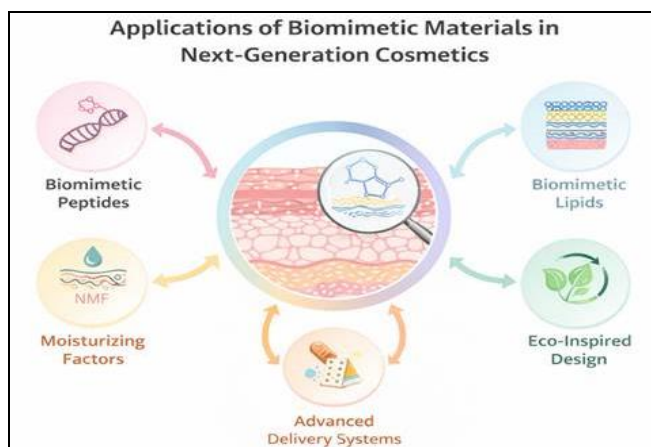 Applications of Biomimetic Materials in
Next-Generation Cosmetics
Biomimetic
Peptides
Biomimetic
Lipids
NMF
Moisturizing
Factors
Eco-Inspired
Design
Advanced
Delivery Systems